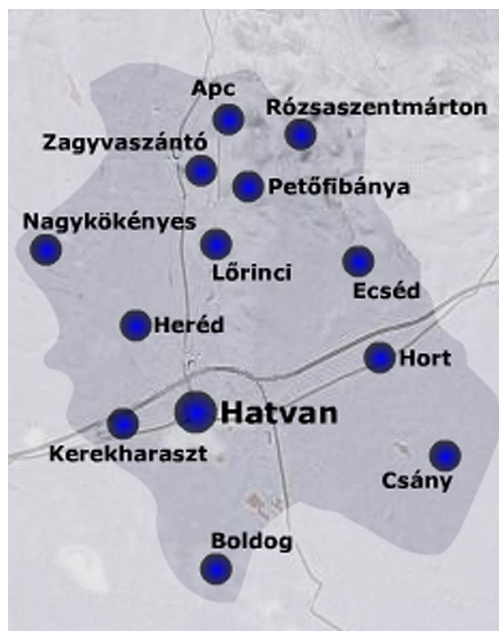 Apc
Rózsaszentmárton
Zagyvaszántó
Petőfibánya
Nagykökényes
Lőrinci
Ecséd
Heréd
Hort
Hatvan
Kerekharaszt
Csány
Boldog